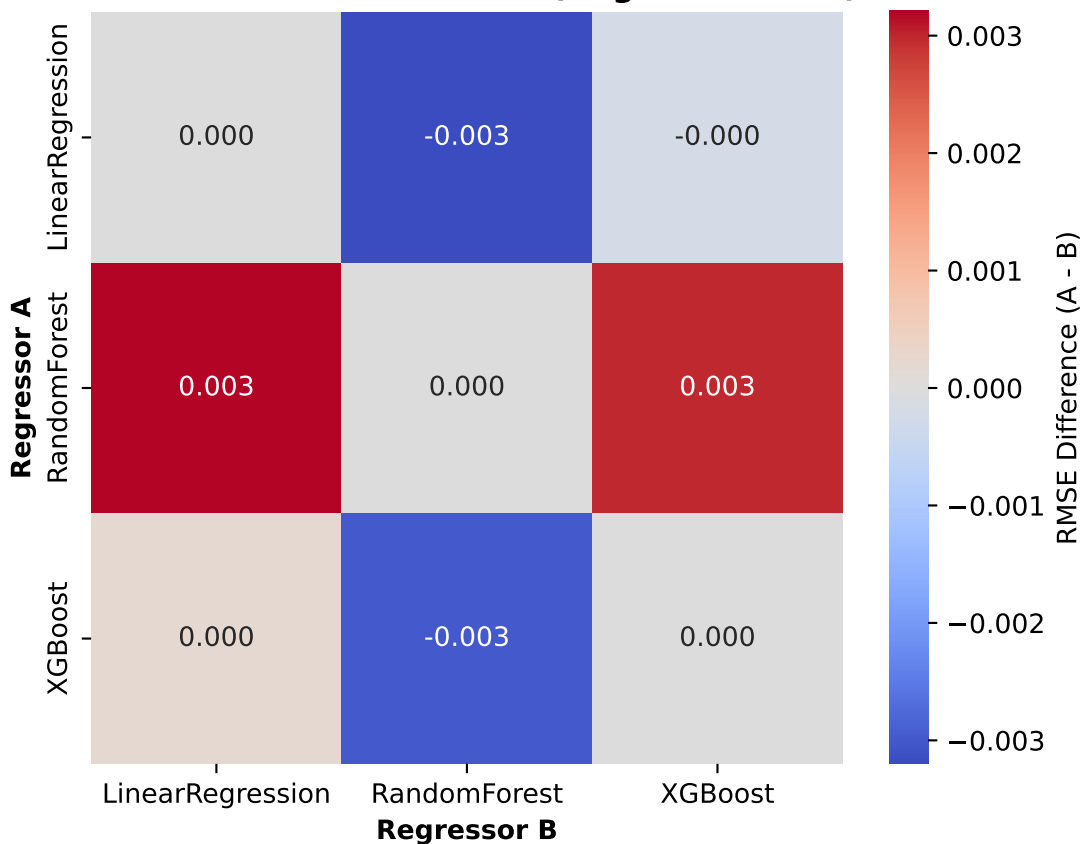 LinearRegression
RandomForest
XGBoost
Regressor A
0.000 -0.003 -0.000
0.003 0.000 0.003
0.000 -0.003 0.000
LinearRegression RandomForest XGBoost
Regressor B
0.003
0.002
0.001
0.000
−0.001
−0.002
−0.003
RMSE Difference (A - B)